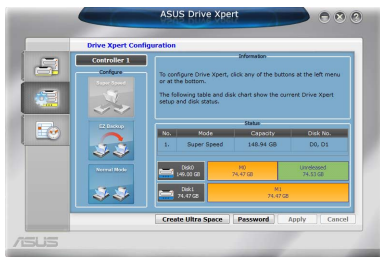 ASUS Drive Xpert
Drive Xpert Configuration
Controller 1
Configure
Super Speed
EZ Backup
Normal Mode
Information
To configure Drive Xpert, click any of the buttons at the left menu
or at the bottom.
The following table and disk chart show the current Drive Xpert
setup and disk status.
Status
No. Mode Capacity Disk No.
1. Super Speed 148.94 GB D0, D1
Disk0
149.00 GB
M0
74.47 GB
Unreleased
74.53 GB
Disk1
74.47 GB
M1
74.47 GB
Create Ultra Space Password Apply Cancel
ASUS